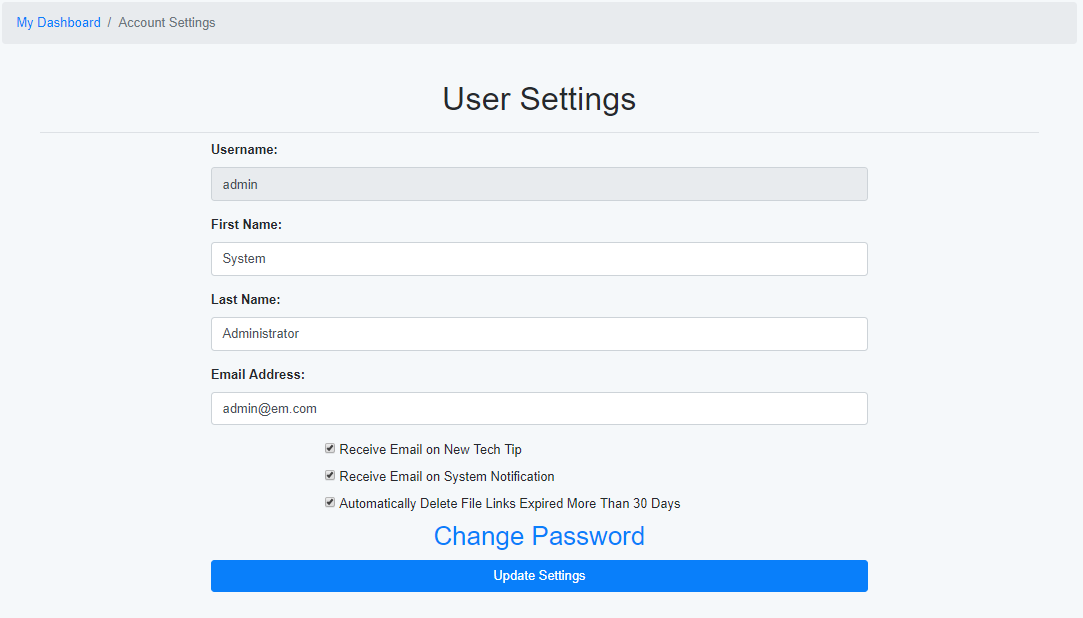 My Dashboard / Account Settings
User Settings
Username:
admin
First Name:
System
Last Name:
Administrator
Email Address:
admin@em.com
Receive Email on New Tech Tip
Receive Email on System Notification
Automatically Delete File Links Expired More Than 30 Days
Change Password
Update Settings